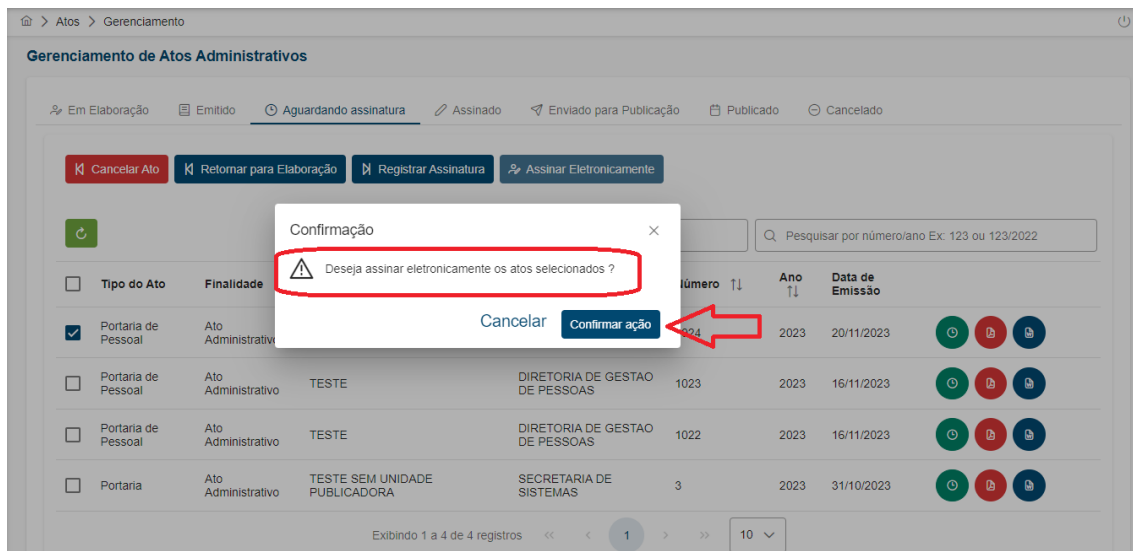 Atos > Gerenciamento
Gerenciamento de Atos Administrativos
Em Elaboração Emitido Aguardando assinatura Assinado Enviado para Publicação Publicado Cancelado
Cancelar Ato Retornar para Elaboração Registrar Assinatura Assinar Eletronicamente
Pesquisar por número/ano Ex: 123 ou 123/2022
Confirmação
Deseja assinar eletronicamente os atos selecionados ?
Cancelar Confirmar ação
Tipo do Ato Finalidade Número Ano Data de Emissão
Portaria de Pessoal Ato Administrativo 2023 20/11/2023
Portaria de Pessoal Ato Administrativo TESTE DIRETORIA DE GESTAO DE PESSOAS 1023 2023 16/11/2023
Portaria de Pessoal Ato Administrativo TESTE DIRETORIA DE GESTAO DE PESSOAS 1022 2023 16/11/2023
Portaria Ato Administrativo TESTE SEM UNIDADE PUBLICADORA SECRETARIA DE SISTEMAS 3 2023 31/10/2023
Exibindo 1 a 4 de 4 registros << < 1 > >> 10